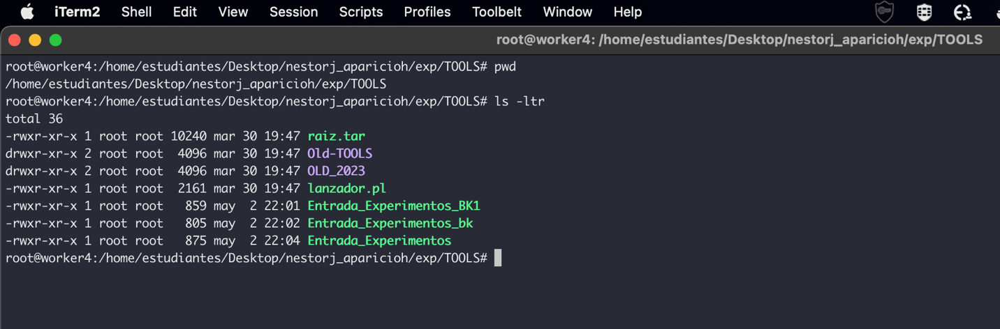 iTerm2 Shell Edit View Session Scripts Profiles Toolbelt Window Help
root@worker4: /home/estudiantes/Desktop/nestorj_aparicioh/exp/TOOLS
root@worker4:/home/estudiantes/Desktop/nestorj_aparicioh/exp/TOOLS# pwd
/home/estudiantes/Desktop/nestorj_aparicioh/exp/TOOLS
root@worker4:/home/estudiantes/Desktop/nestorj_aparicioh/exp/TOOLS# ls -ltr
total 36
-rwxr-xr-x 1 root root 10240 mar 30 19:47 raiz.tar
drwxr-xr-x 2 root root  4096 mar 30 19:47 Old-TOOLS
drwxr-xr-x 2 root root  4096 mar 30 19:47 OLD_2023
-rwxr-xr-x 1 root root  2161 mar 30 19:47 lanzador.pl
-rwxr-xr-x 1 root root   859 may  2 22:01 Entrada_Experimentos_BK1
-rwxr-xr-x 1 root root   805 may  2 22:02 Entrada_Experimentos_bk
-rwxr-xr-x 1 root root   875 may  2 22:04 Entrada_Experimentos
root@worker4:/home/estudiantes/Desktop/nestorj_aparicioh/exp/TOOLS#